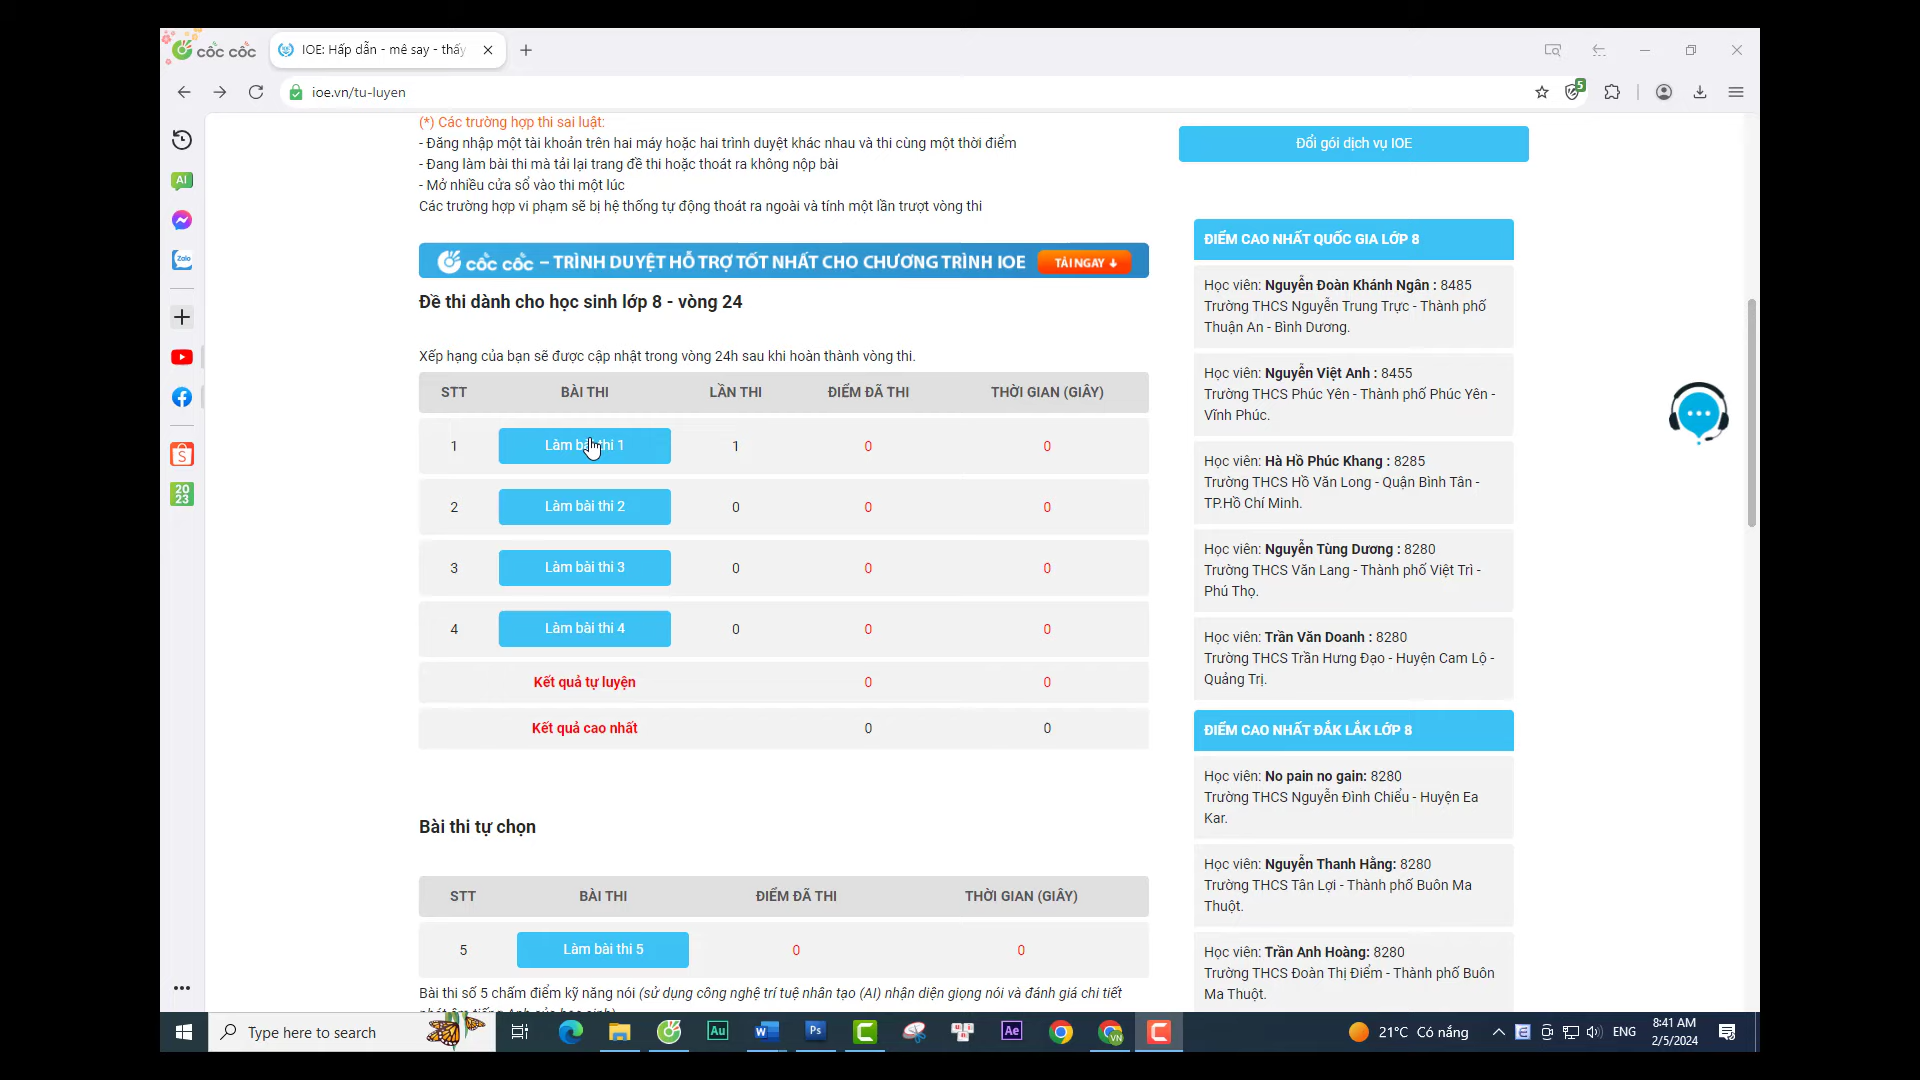 cốc cốc
IOE: Hấp dẫn - mê say - thấy
ioe.vn/tu-luyen
5
AI
Zalo
20
23
(*) Các trường hợp thi sai luật:
- Đăng nhập một tài khoản trên hai máy hoặc hai trình duyệt khác nhau và thi cùng một thời điểm
- Đang làm bài thi mà tải lại trang đề thi hoặc thoát ra không nộp bài
- Mở nhiều cửa sổ vào thi một lúc
Các trường hợp vi phạm sẽ bị hệ thống tự động thoát ra ngoài và tính một lần trượt vòng thi
cốc cốc – TRÌNH DUYỆT HỖ TRỢ TỐT NHẤT CHO CHƯƠNG TRÌNH IOE TẢI NGAY
Đề thi dành cho học sinh lớp 8 - vòng 24
Xếp hạng của bạn sẽ được cập nhật trong vòng 24h sau khi hoàn thành vòng thi.
STT BÀI THI LẦN THI ĐIỂM ĐÃ THI THỜI GIAN (GIÂY)
1 Làm bài thi 1 1 0 0
2 Làm bài thi 2 0 0 0
3 Làm bài thi 3 0 0 0
4 Làm bài thi 4 0 0 0
Kết quả tự luyện 0 0
Kết quả cao nhất 0 0
Bài thi tự chọn
STT BÀI THI ĐIỂM ĐÃ THI THỜI GIAN (GIÂY)
5 Làm bài thi 5 0 0
Bài thi số 5 chấm điểm kỹ năng nói (sử dụng công nghệ trí tuệ nhân tạo (AI) nhận diện giọng nói và đánh giá chi tiết
Đổi gói dịch vụ IOE
ĐIỂM CAO NHẤT QUỐC GIA LỚP 8
Học viên: Nguyễn Đoàn Khánh Ngân : 8485
Trường THCS Nguyễn Trung Trực - Thành phố
Thuận An - Bình Dương.
Học viên: Nguyễn Việt Anh : 8455
Trường THCS Phúc Yên - Thành phố Phúc Yên -
Vĩnh Phúc.
Học viên: Hà Hồ Phúc Khang : 8285
Trường THCS Hồ Văn Long - Quận Bình Tân -
TP.Hồ Chí Minh.
Học viên: Nguyễn Tùng Dương : 8280
Trường THCS Văn Lang - Thành phố Việt Trì -
Phú Thọ.
Học viên: Trần Văn Doanh : 8280
Trường THCS Trần Hưng Đạo - Huyện Cam Lộ -
Quảng Trị.
ĐIỂM CAO NHẤT ĐẮK LẮK LỚP 8
Học viên: No pain no gain: 8280
Trường THCS Nguyễn Đình Chiểu - Huyện Ea
Kar.
Học viên: Nguyễn Thanh Hằng: 8280
Trường THCS Tân Lợi - Thành phố Buôn Ma
Thuột.
Học viên: Trần Anh Hoàng: 8280
Trường THCS Đoàn Thị Điểm - Thành phố Buôn
Ma Thuột.
Type here to search
Au
Ps
Ae
VN
21°C Có nắng
ENG
8:41 AM
2/5/2024